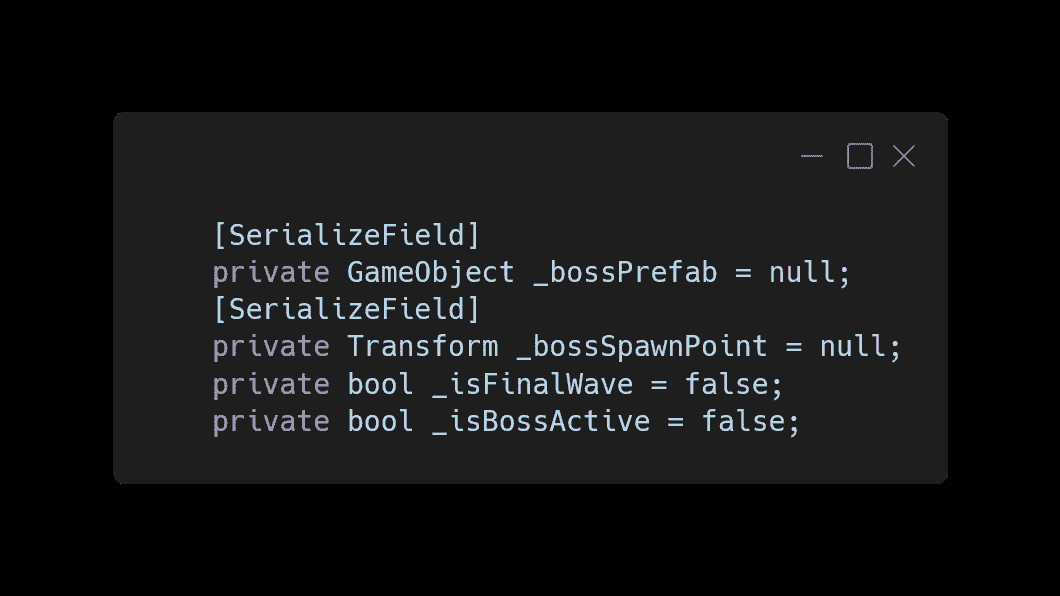 [SerializeField]
private GameObject _bossPrefab = null;
[SerializeField]
private Transform _bossSpawnPoint = null;
private bool _isFinalWave = false;
private bool _isBossActive = false;